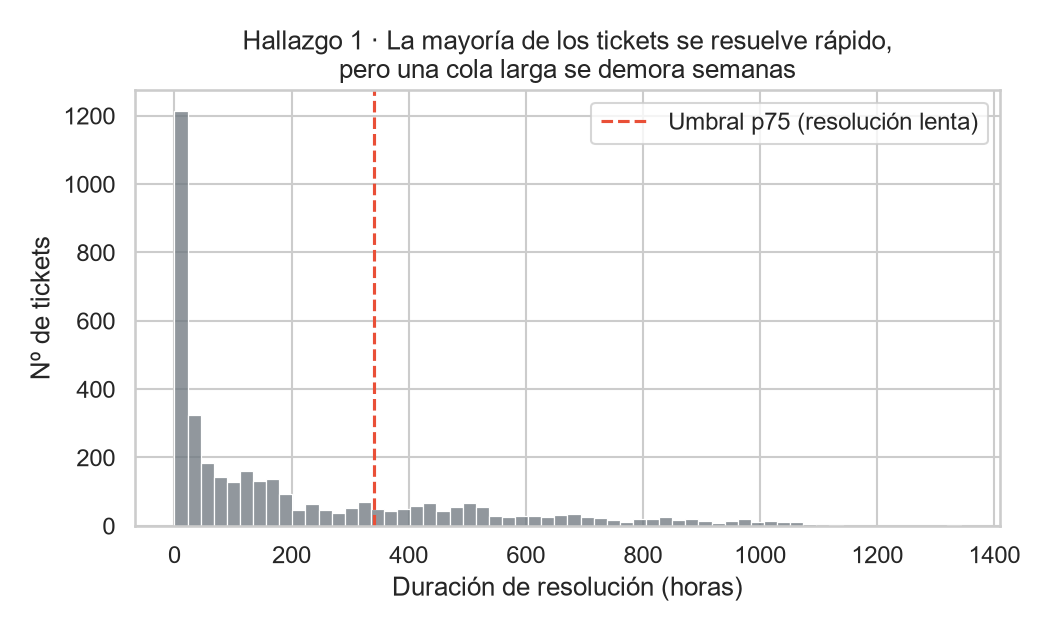 Hallazgo 1 · La mayoría de los tickets se resuelve rápido,
pero una cola larga se demora semanas
Umbral p75 (resolución lenta)
Nº de tickets
1200
1000
800
600
400
200
0
0 200 400 600 800 1000 1200 1400
Duración de resolución (horas)